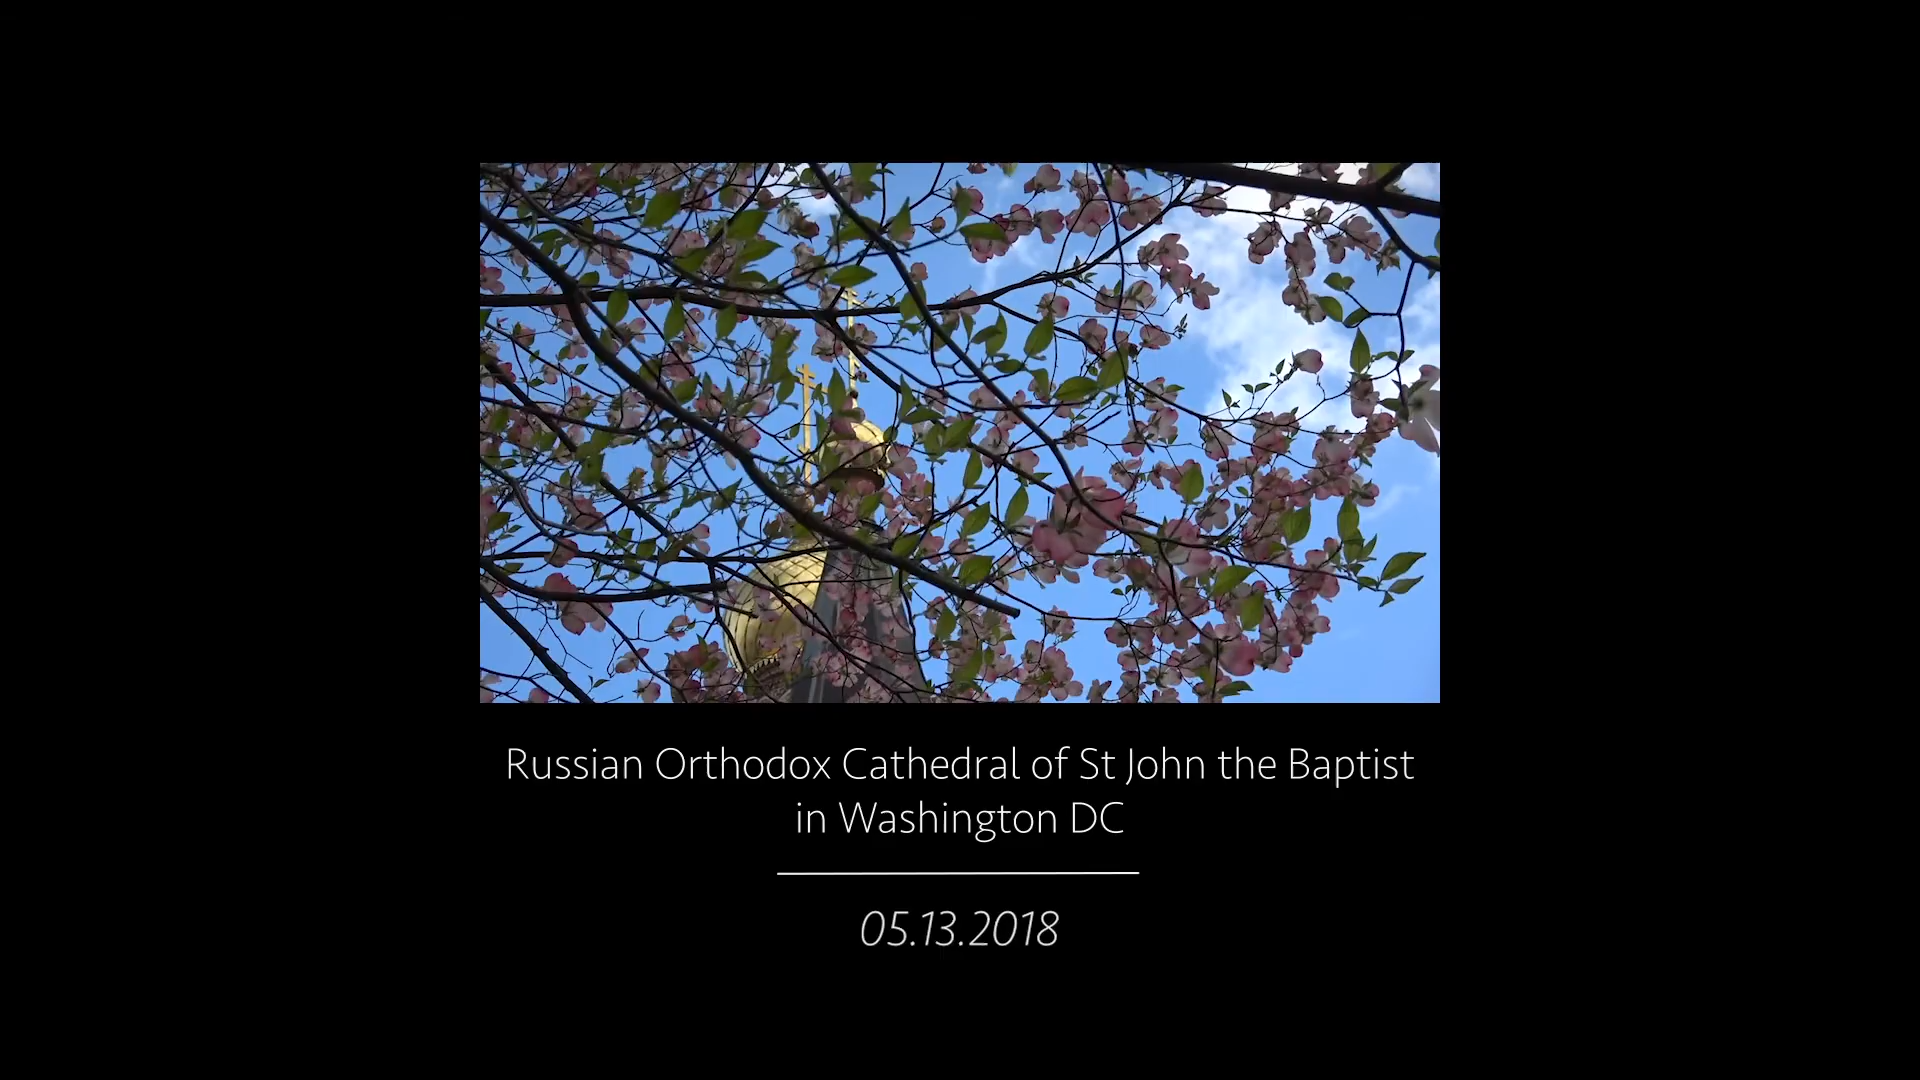 Russian Orthodox Cathedral of St John the Baptist
in Washington DC
05.13.2018